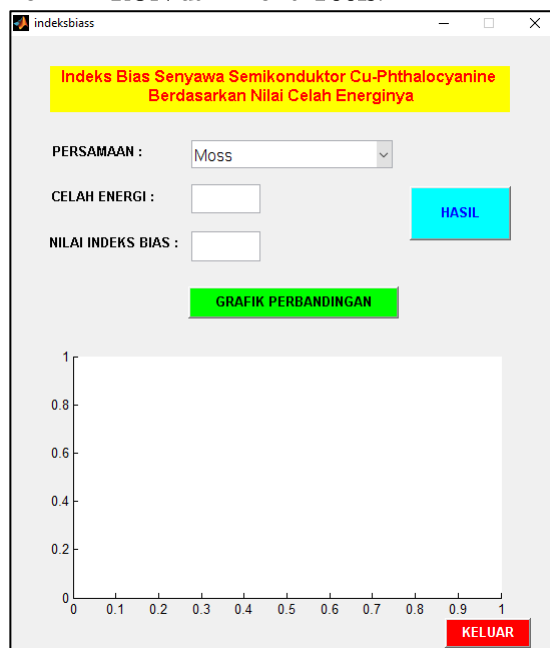 indeksbiass
Indeks Bias Senyawa Semikonduktor Cu-Phthalocyanine
Berdasarkan Nilai Celah Energinya
PERSAMAAN :
Moss
CELAH ENERGI :
HASIL
NILAI INDEKS BIAS :
GRAFIK PERBANDINGAN
1
0.8
0.6
0.4
0.2
0
0 0.1 0.2 0.3 0.4 0.5 0.6 0.7 0.8 0.9 1
KELUAR